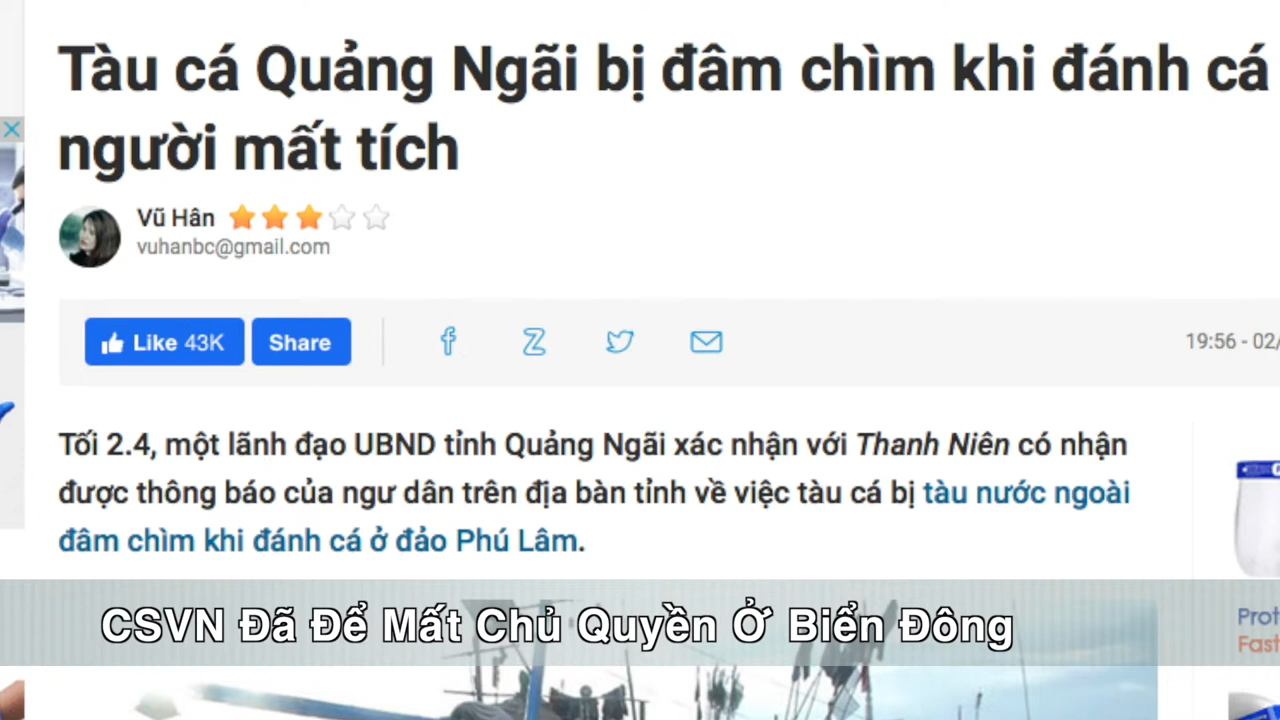 Tàu cá Quảng Ngãi bị đâm chìm khi đánh cá
người mất tích
Vũ Hân
vuhanbc@gmail.com
Like 43K
Share
19:56 - 02/
Tối 2.4, một lãnh đạo UBND tỉnh Quảng Ngãi xác nhận với Thanh Niên có nhận
được thông báo của ngư dân trên địa bàn tỉnh về việc tàu cá bị tàu nước ngoài
đâm chìm khi đánh cá ở đảo Phú Lâm.
CSVN Đã Để Mất Chủ Quyền Ở Biển Đông